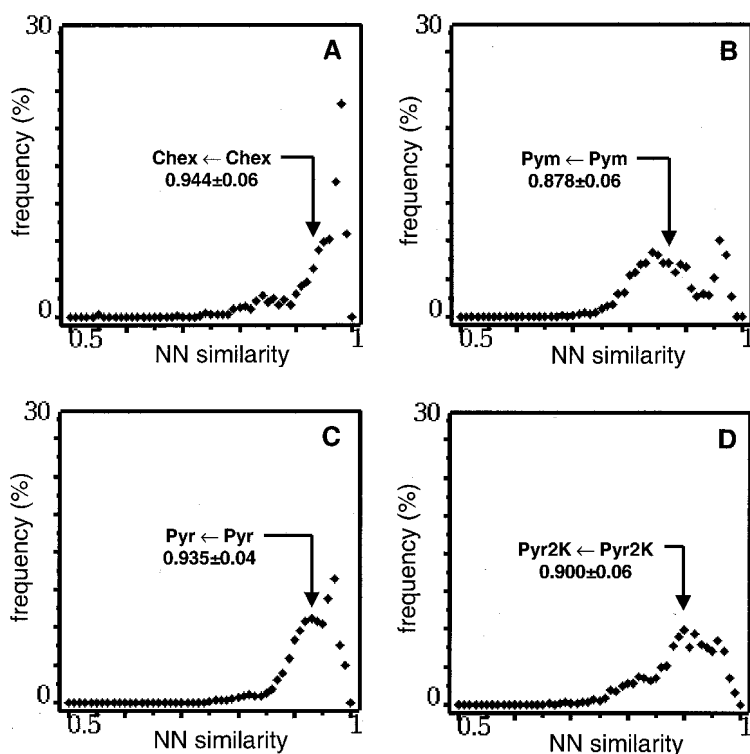 30
A
frequency (%)
Chex ← Chex
0.944±0.06
0
0.5
1
NN similarity
30
B
frequency (%)
Pym ← Pym
0.878±0.06
0
0.5
1
NN similarity
30
C
frequency (%)
Pyr ← Pyr
0.935±0.04
0
0.5
1
NN similarity
30
D
frequency (%)
Pyr2K ← Pyr2K
0.900±0.06
0
0.5
1
NN similarity